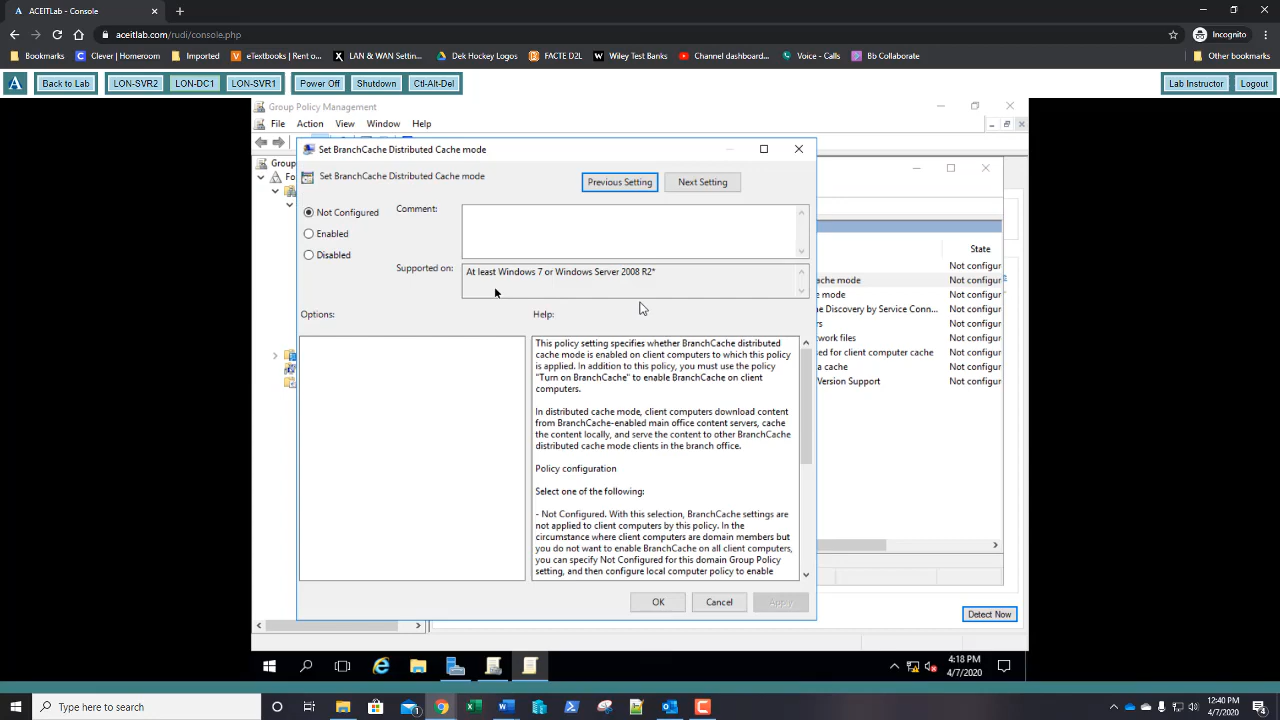 ACEITLab - Console
aceitlab.com/rudi/console.php
Incognito
Bookmarks
Clever | Homeroom
Imported
eTextbooks | Rent o...
LAN & WAN Settin...
Dek Hockey Logos
FACTE D2L
Wiley Test Banks
Channel dashboard...
Voice - Calls
Bb Collaborate
Other bookmarks
A
Back to Lab
LON-SVR2
LON-DC1
LON-SVR1
Power Off
Shutdown
Ctl-Alt-Del
Lab Instructor
Logout
Group Policy Management
File
Action
View
Window
Help
Group
Fo
Set BranchCache Distributed Cache mode
Set BranchCache Distributed Cache mode
Previous Setting
Next Setting
Not Configured
Enabled
Disabled
Comment:
Supported on:
At least Windows 7 or Windows Server 2008 R2*
Options:
Help:
This policy setting specifies whether BranchCache distributed
cache mode is enabled on client computers to which this policy
is applied. In addition to this policy, you must use the policy
"Turn on BranchCache" to enable BranchCache on client
computers.
In distributed cache mode, client computers download content
from BranchCache-enabled main office content servers, cache
the content locally, and serve the content to other BranchCache
distributed cache mode clients in the branch office.
Policy configuration
Select one of the following:
- Not Configured. With this selection, BranchCache settings are
not applied to client computers by this policy. In the
circumstance where client computers are domain members but
you do not want to enable BranchCache on all client computers,
you can specify Not Configured for this domain Group Policy
setting, and then configure local computer policy to enable
OK
Cancel
Apply
State
Not configur
ache mode Not configur
e mode Not configur
he Discovery by Service Conn... Not configur
rs Not configur
work files Not configur
sed for client computer cache Not configur
a cache Not configur
Version Support Not configur
Detect Now
4:18 PM
4/7/2020
Type here to search
12:40 PM
4/7/2020